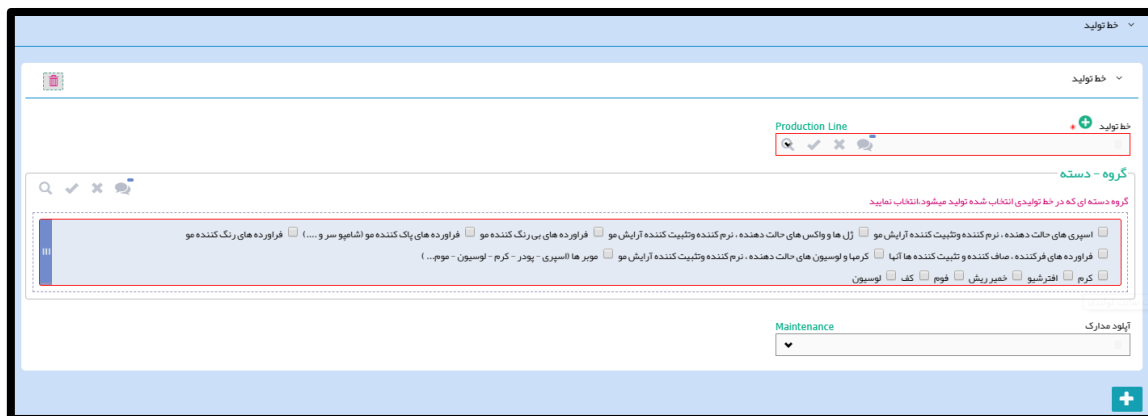 خط تولید
خط تولید
خط تولید * Production Line
گروه - دسته
گروه دسته ای که در خط تولیدی انتخاب شده تولید میشود،انتخاب نمایید
اسپری های حالت دهنده ، نرم کننده وتثبیت کننده آرایش مو ژل ها و واکس های حالت دهنده ، نرم کننده وتثبیت کننده آرایش مو فراورده های بی رنگ کننده مو فراورده های پاک کننده مو (شامپو سر و ....) فراورده های رنگ کننده مو
فراورده های فرکننده ، صاف کننده و تثبیت کننده ها آنها کرمها و لوسیون های حالت دهنده ، نرم کننده وتثبیت کننده آرایش مو موبر ها (اسپری - پودر - کرم - لوسیون - موم... )
کرم افترشیو خمیر ریش فوم کف لوسیون
آپلود مدارک Maintenance